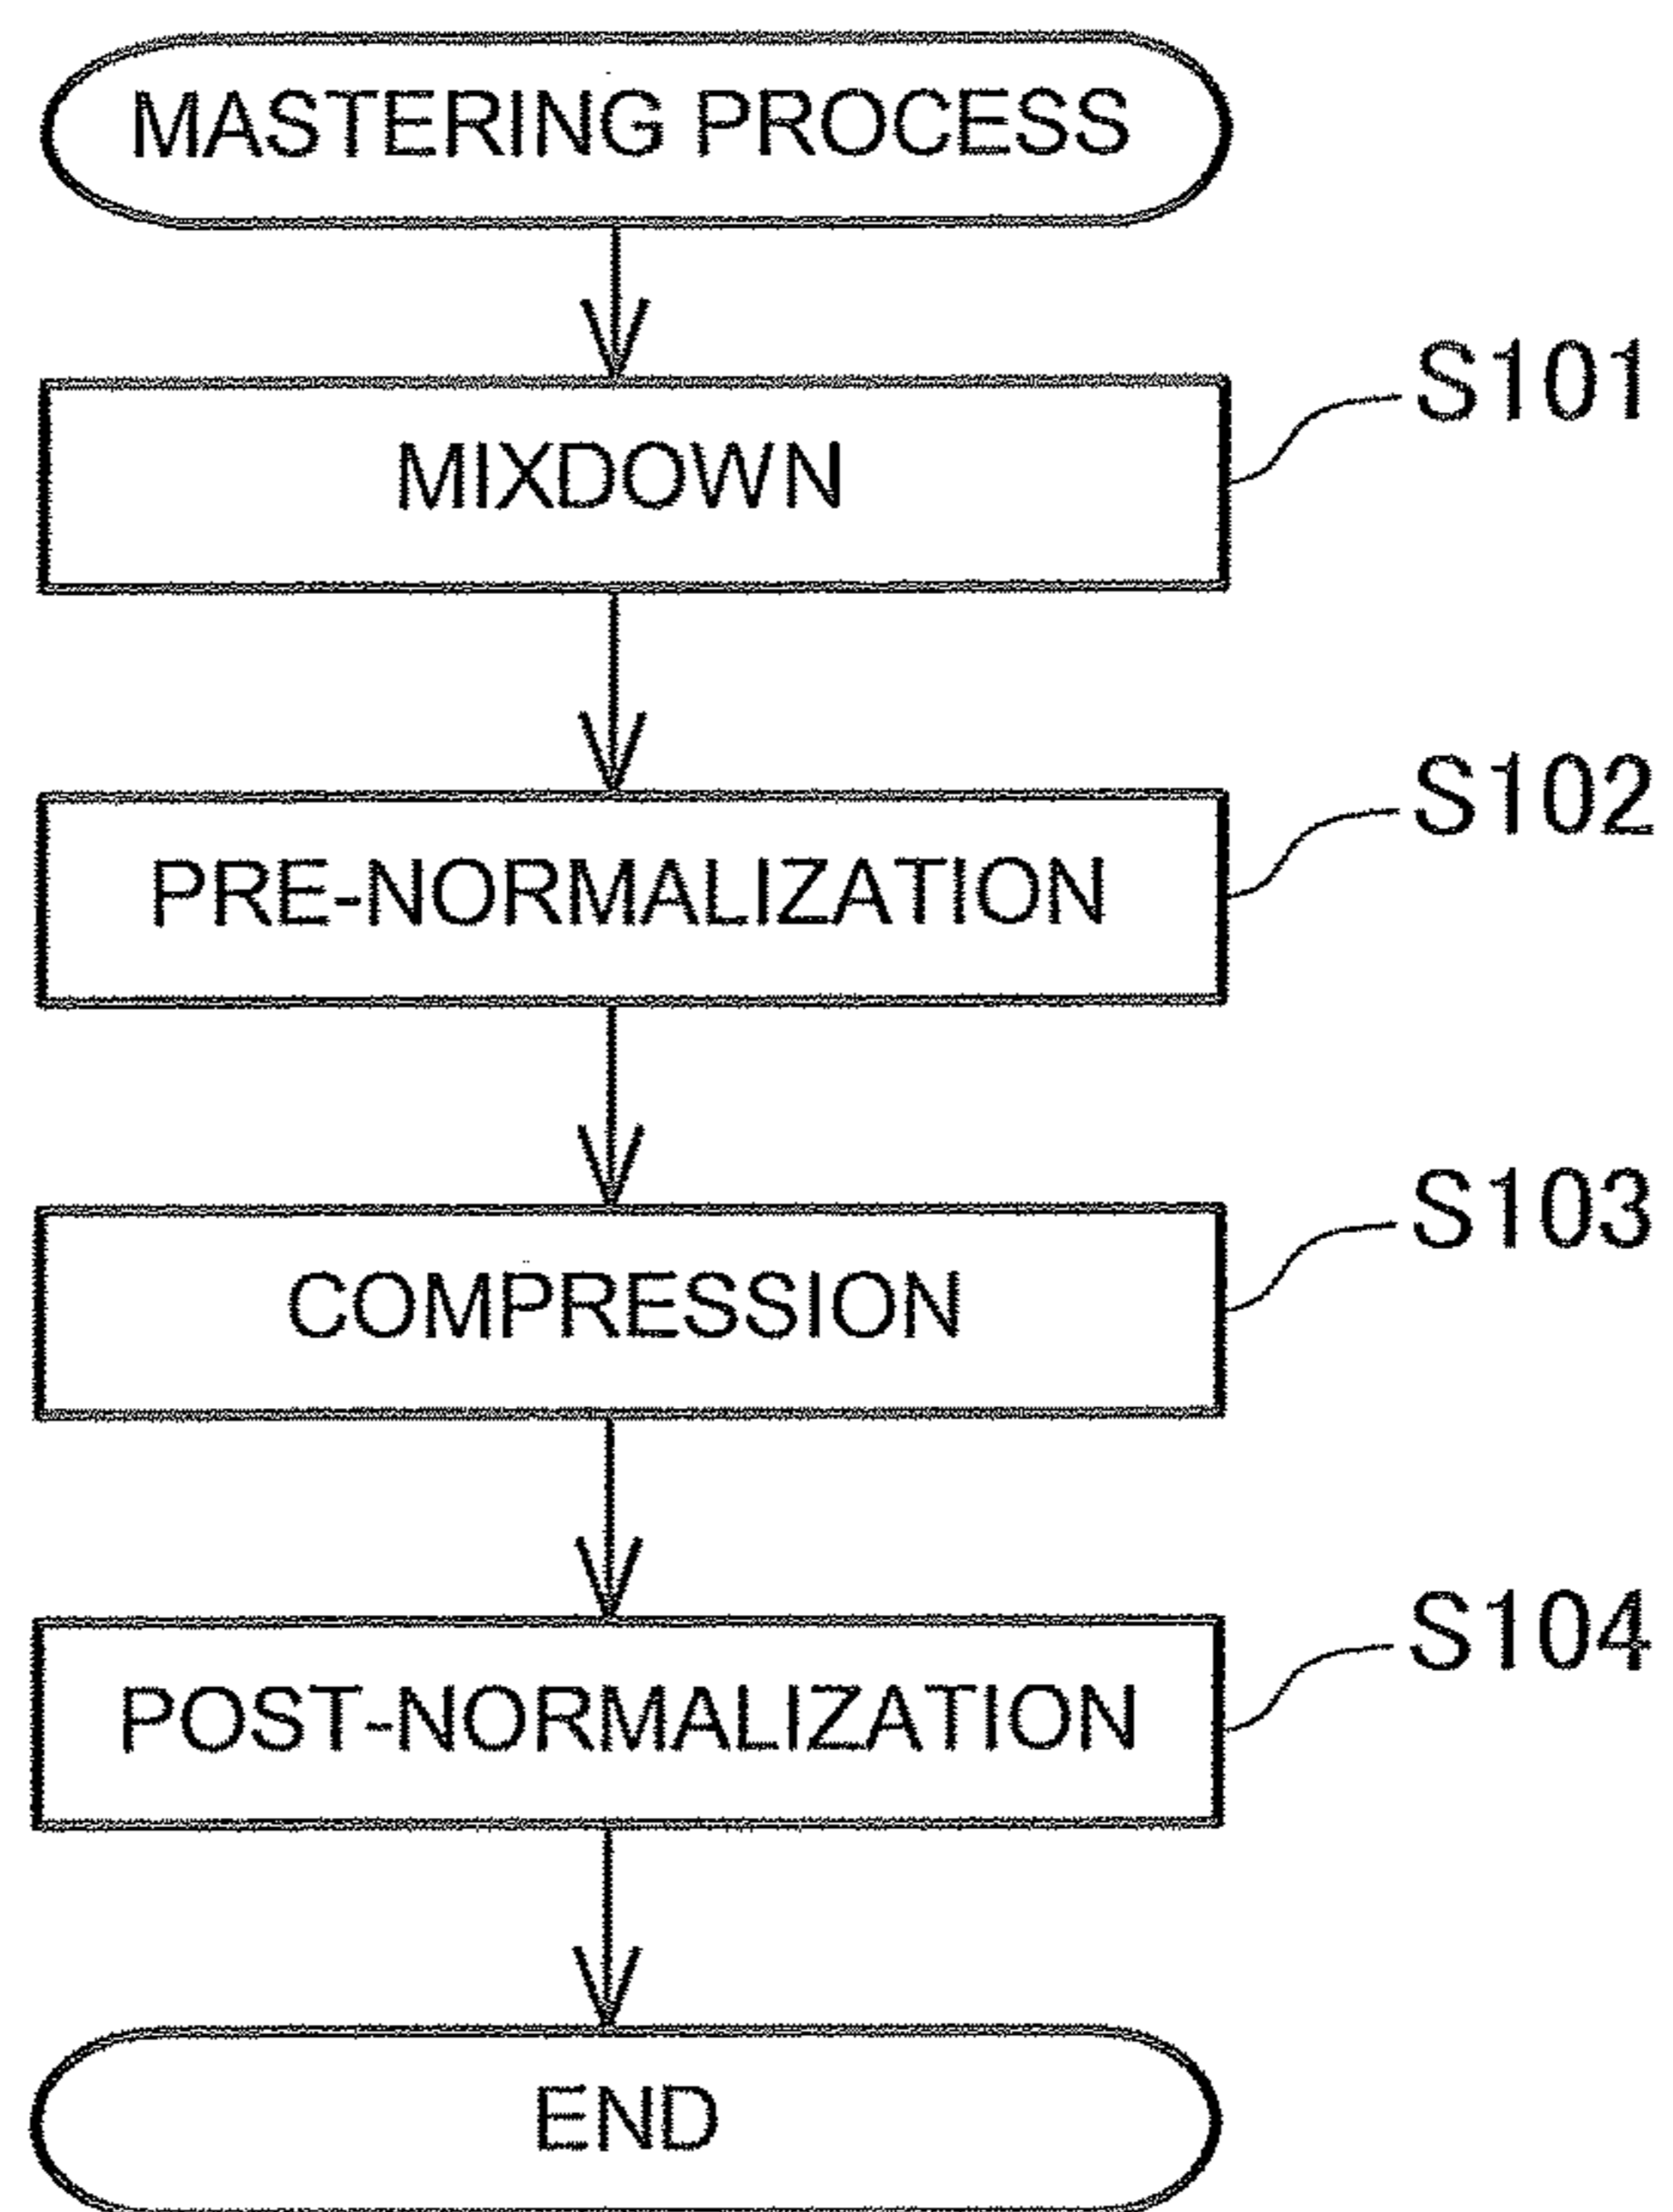 MASTERING PROCESS
S101
MIXDOWN
S102
PRE-NORMALIZATION
S103
COMPRESSION
S104
POST-NORMALIZATION
END